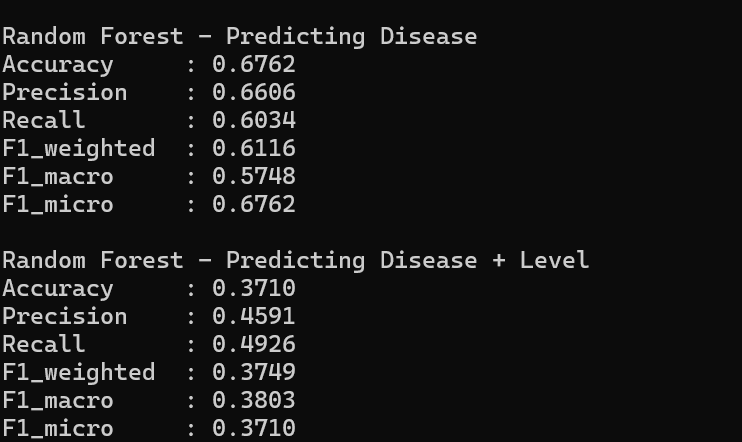 Random Forest - Predicting Disease
Accuracy     : 0.6762
Precision    : 0.6606
Recall       : 0.6034
F1_weighted  : 0.6116
F1_macro     : 0.5748
F1_micro     : 0.6762

Random Forest - Predicting Disease + Level
Accuracy     : 0.3710
Precision    : 0.4591
Recall       : 0.4926
F1_weighted  : 0.3749
F1_macro     : 0.3803
F1_micro     : 0.3710